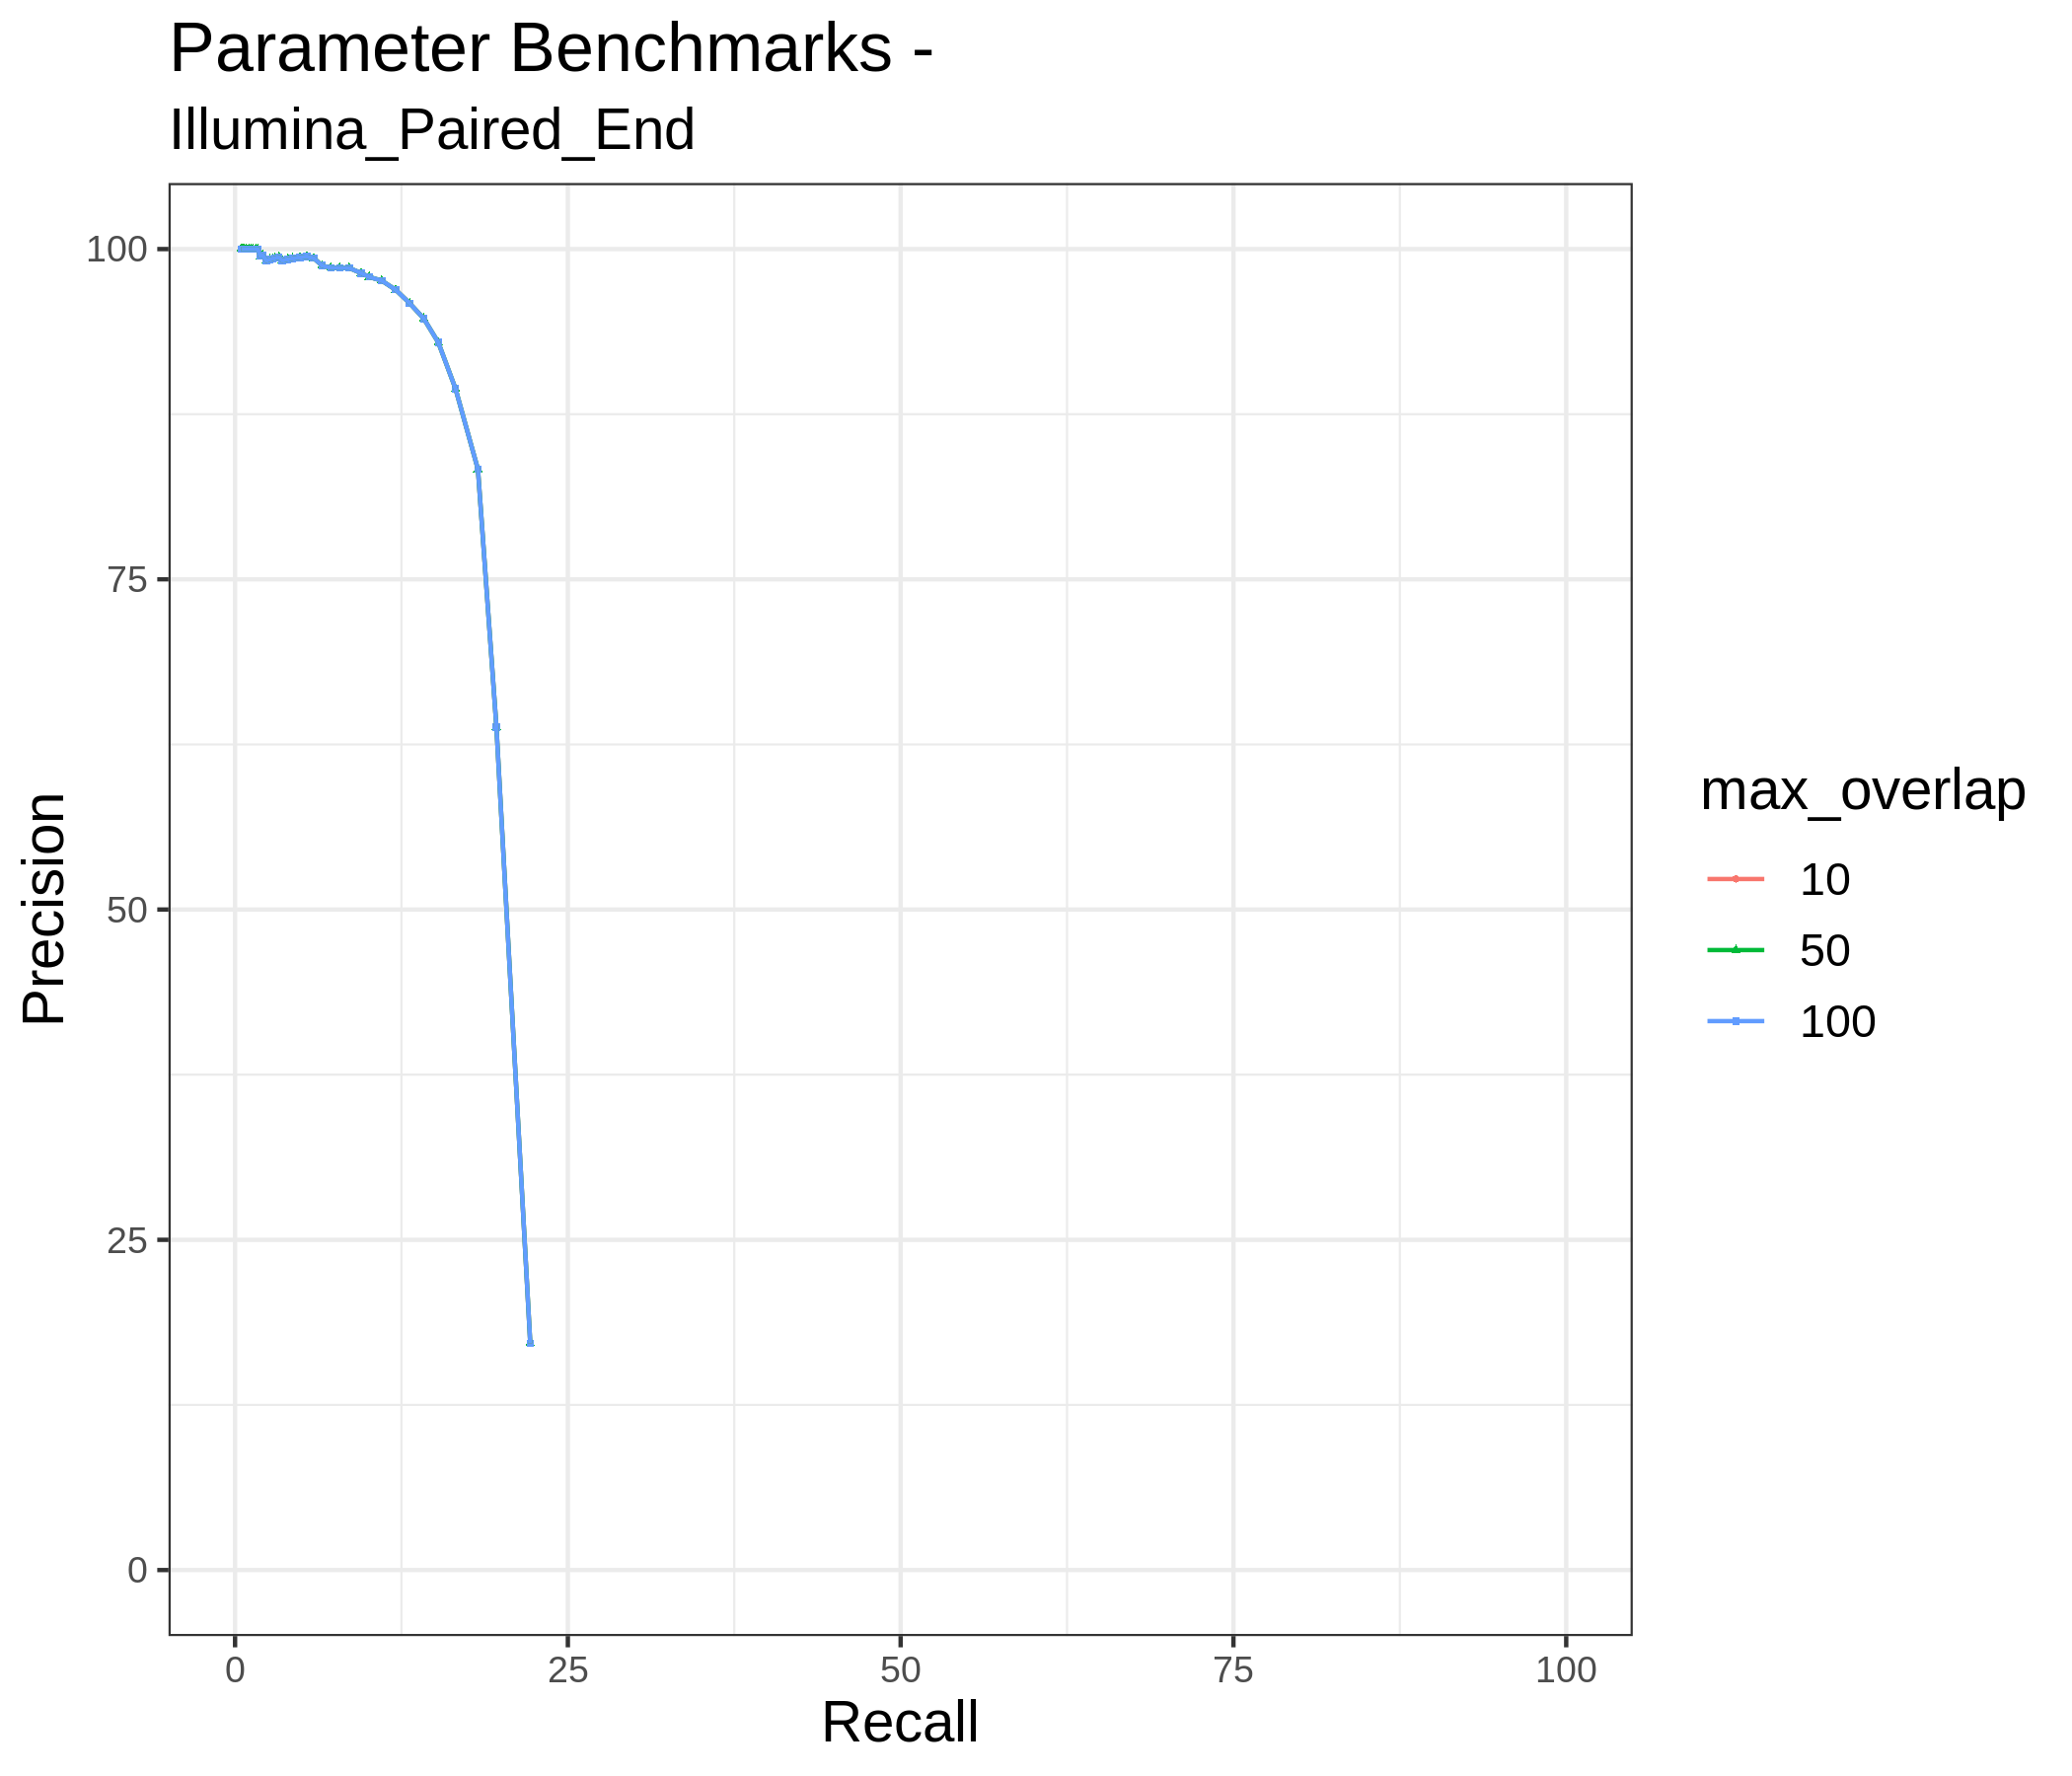 Parameter Benchmarks -
Illumina_Paired_End
Precision
100
75
50
25
0
0 25 50 75 100
Recall
max_overlap
10
50
100